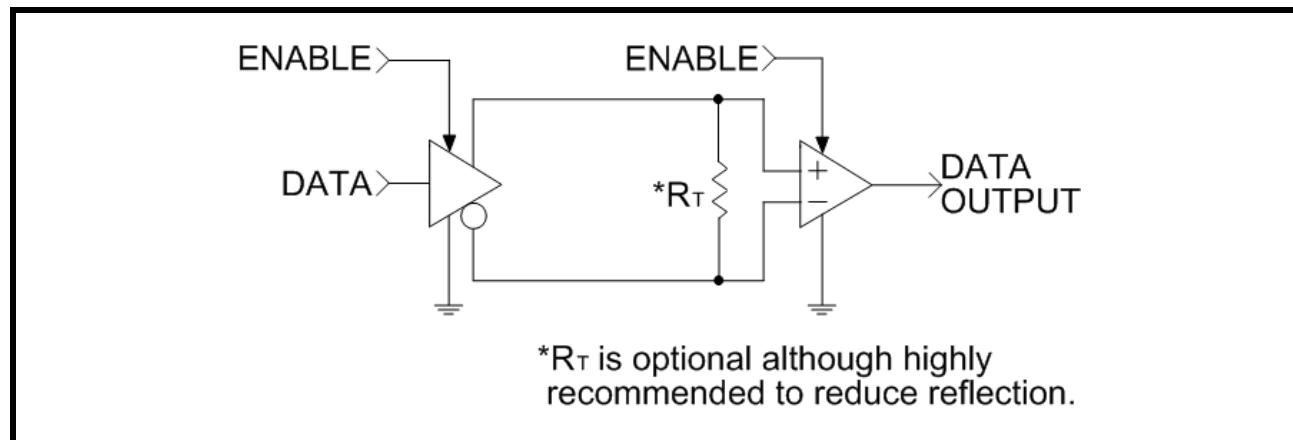 ENABLE
ENABLE
DATA
*RT
+
−
DATA
OUTPUT
*RT is optional although highly
recommended to reduce reflection.